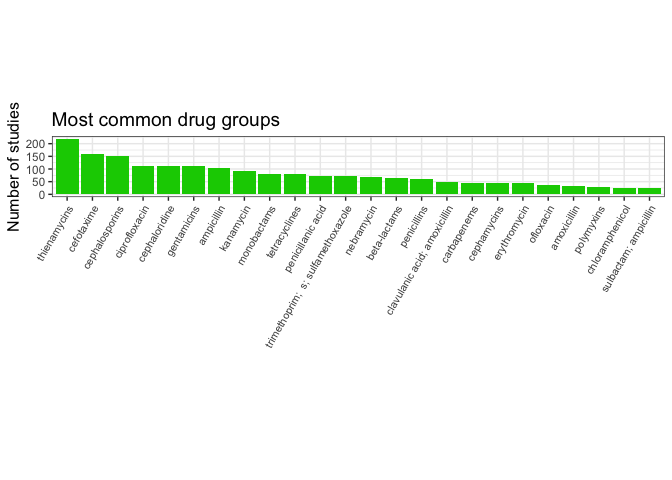 Most common drug groups
Number of studies
200
150
100
50
0
thienamycins
cefotaxime
cephalosporins
ciprofloxacin
cephaloridine
gentamicins
ampicillin
kanamycin
monobactams
tetracyclines
penicillanic acid
trimethoprim; s; sulfamethoxazole
nebramycin
beta-lactams
penicillins
clavulanic acid; amoxicillin
carbapenems
cephamycins
erythromycin
ofloxacin
amoxicillin
polymyxins
chloramphenicol
sulbactam; ampicillin